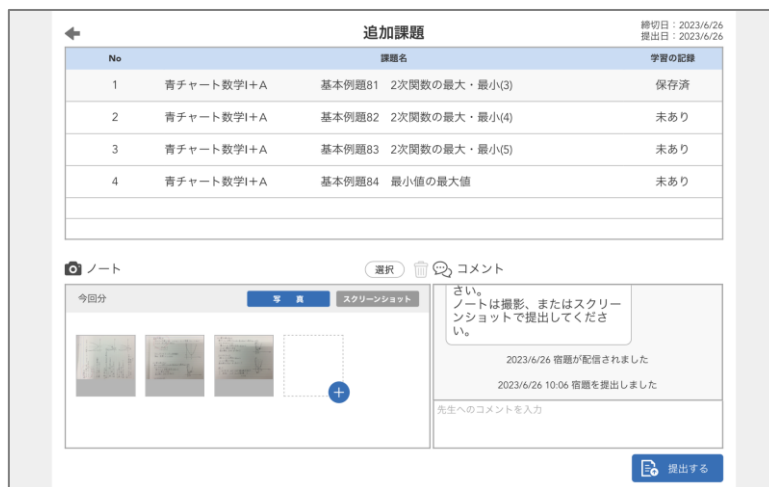 追加課題
締切日：2023/6/26
提出日：2023/6/26
No 課題名 学習の記録
1 青チャート数学I+A 基本例題81 2次関数の最大・最小(3) 保存済
2 青チャート数学I+A 基本例題82 2次関数の最大・最小(4) 未あり
3 青チャート数学I+A 基本例題83 2次関数の最大・最小(5) 未あり
4 青チャート数学I+A 基本例題84 最小値の最大値 未あり
ノート 選択 コメント
今回分 写真 スクリーンショット
さい。
ノートは撮影、またはスクリー
ンショットで提出してくださ
い。
2023/6/26 宿題が配信されました
2023/6/26 10:06 宿題を提出しました
先生へのコメントを入力
提出する